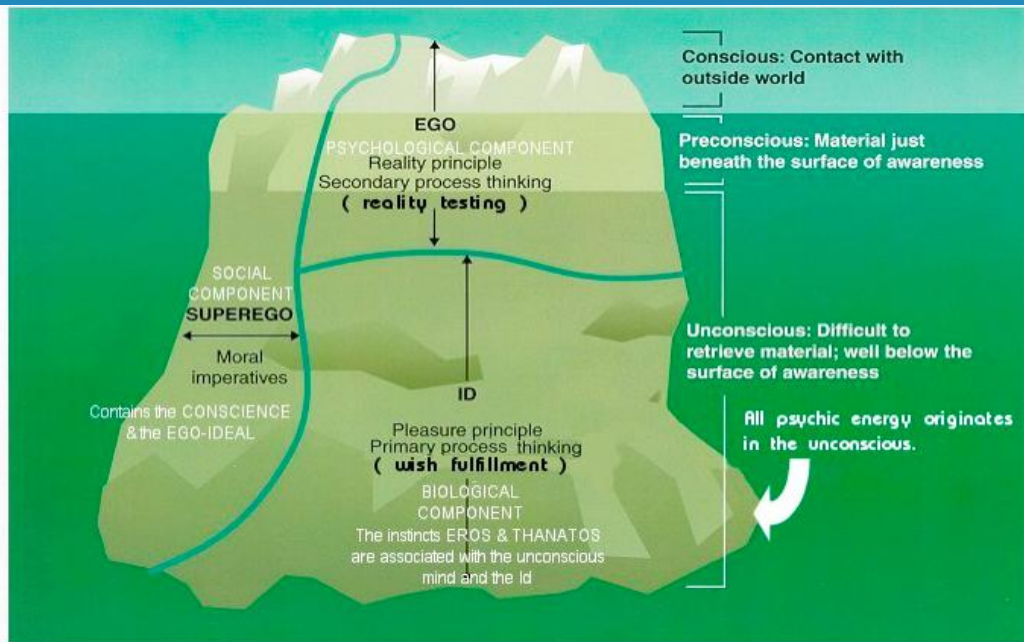 Conscious: Contact with
outside world
EGO
PSYCHOLOGICAL COMPONENT
Reality principle
Secondary process thinking
( reality testing )
Preconscious: Material just
beneath the surface of awareness
SOCIAL
COMPONENT
SUPEREGO
Moral
imperatives
Contains the CONSCIENCE
& the EGO-IDEAL
ID
Pleasure principle
Primary process thinking
( wish fulfillment )
BIOLOGICAL
COMPONENT
The instincts EROS & THANATOS
are associated with the unconscious
mind and the Id
Unconscious: Difficult to
retrieve material; well below the
surface of awareness
All psychic energy originates
in the unconscious.